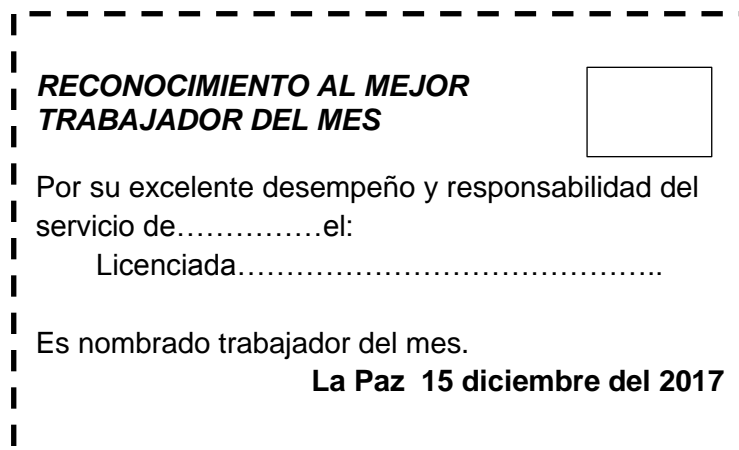 RECONOCIMIENTO AL MEJOR
TRABAJADOR DEL MES
Por su excelente desempeño y responsabilidad del
servicio de……………el:
Licenciada……………………………………..
Es nombrado trabajador del mes.
La Paz  15 diciembre del 2017